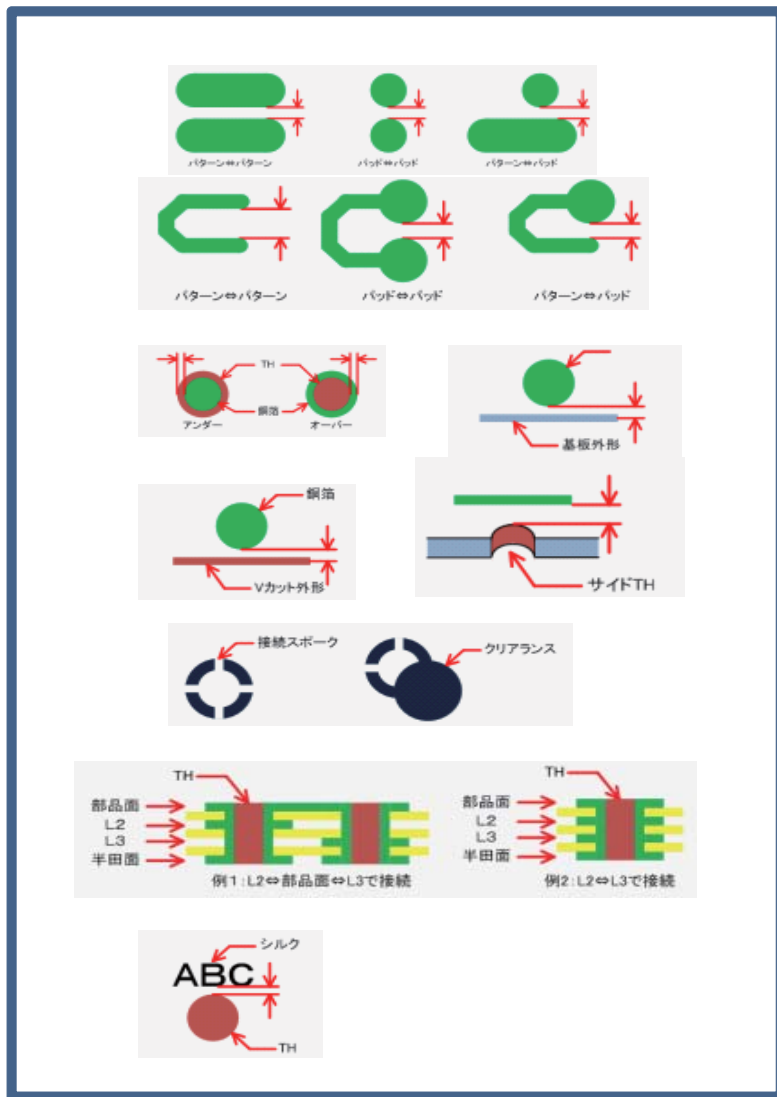 パターン⇔パターン
パッド⇔パッド
パターン⇔パッド
パターン⇔パターン
パッド⇔パッド
パターン⇔パッド
TH
銅箔
アンダー
オーバー
基板外形
銅箔
Vカット外形
サイドTH
接続スポーク
クリアランス
TH
部品面
L2
L3
半田面
例1:L2⇔部品面⇔L3で接続
TH
部品面
L2
L3
半田面
例2:L2⇔L3で接続
シルク
ABC
TH